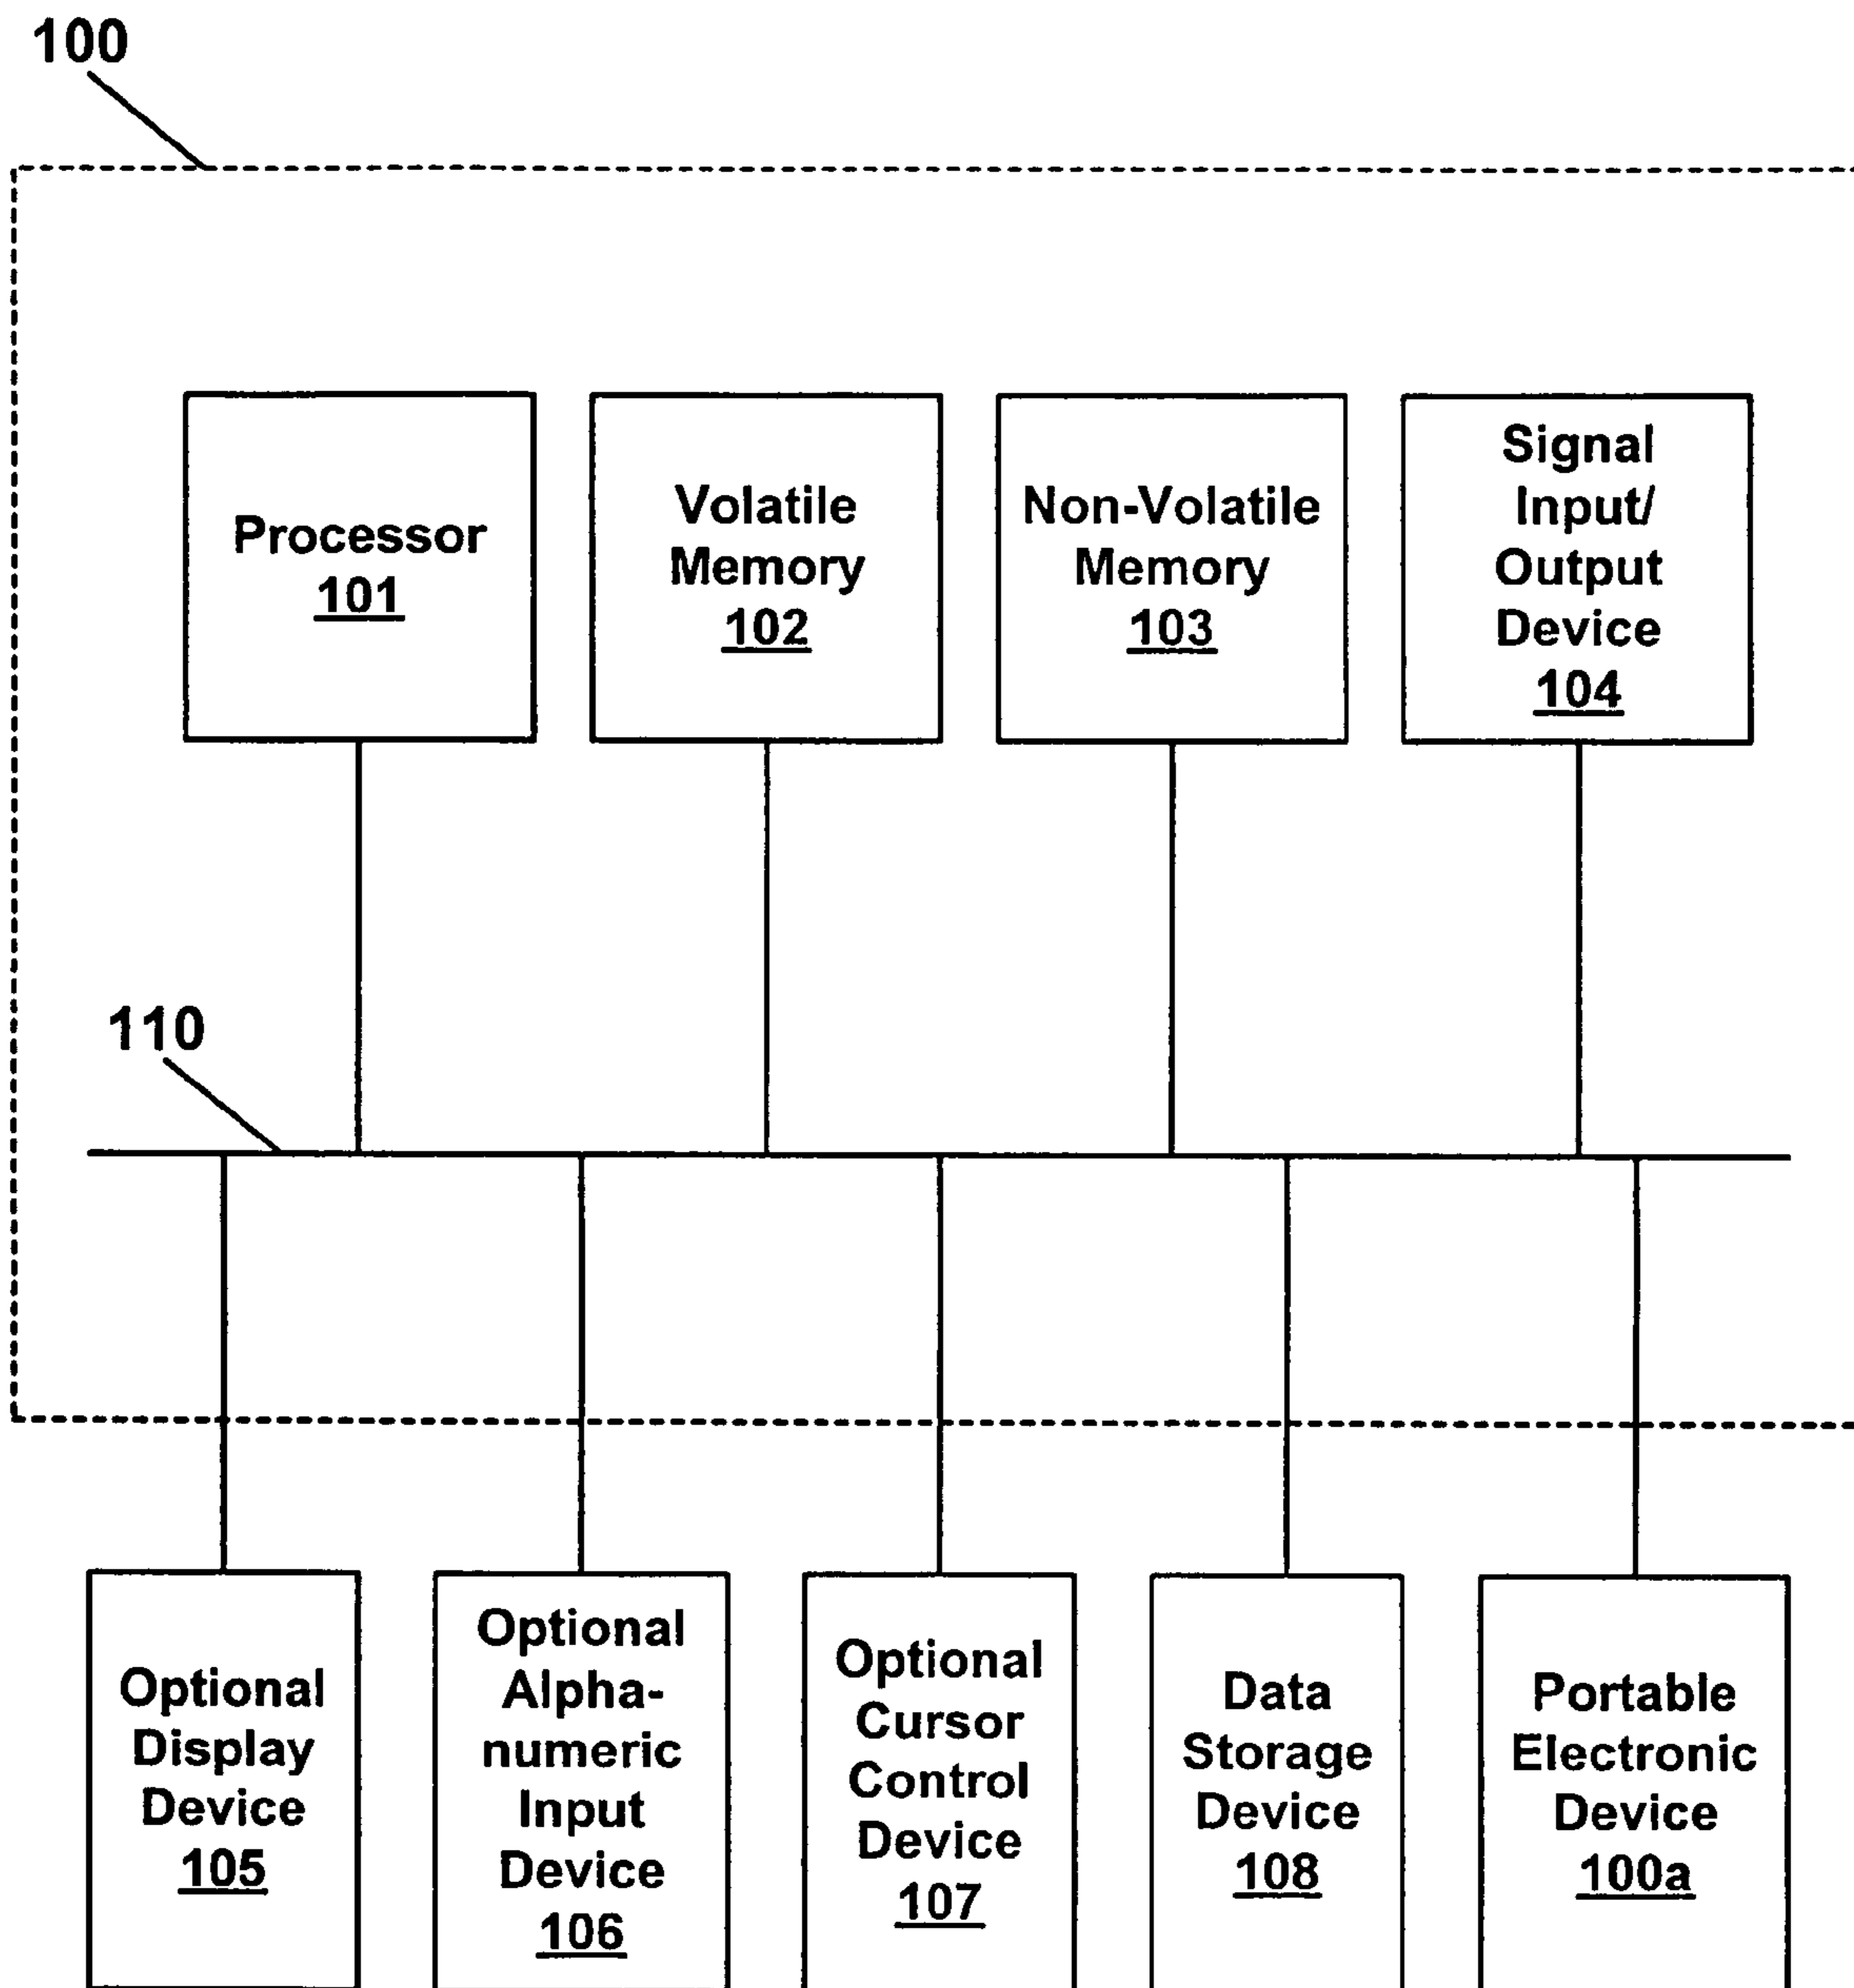 100
Processor
101
Volatile
Memory
102
Non-Volatile
Memory
103
Signal
Input/
Output
Device
104
110
Optional
Display
Device
105
Optional
Alpha-
numeric
Input
Device
106
Optional
Cursor
Control
Device
107
Data
Storage
Device
108
Portable
Electronic
Device
100a